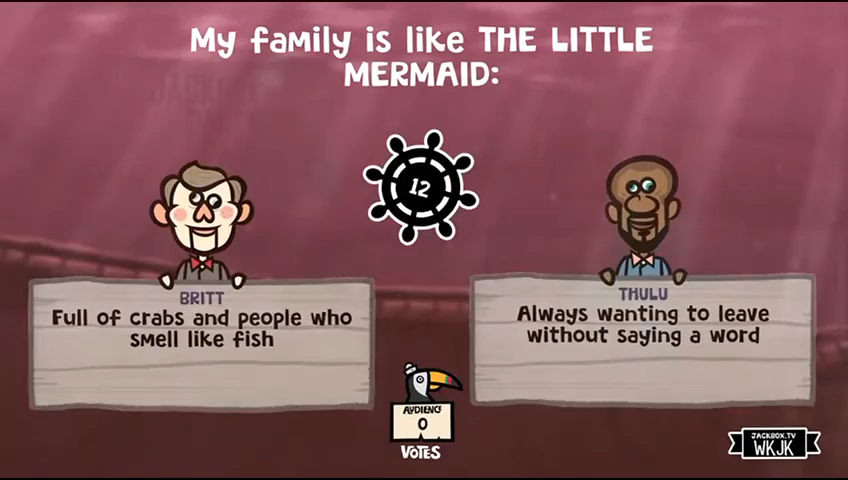 My family is like THE LITTLE
MERMAID:
12
BRITT
Full of crabs and people who
smell like fish
THULU
Always wanting to leave
without saying a word
AUDIENCE
0
VOTES
JACKBOX.TV
WKJK